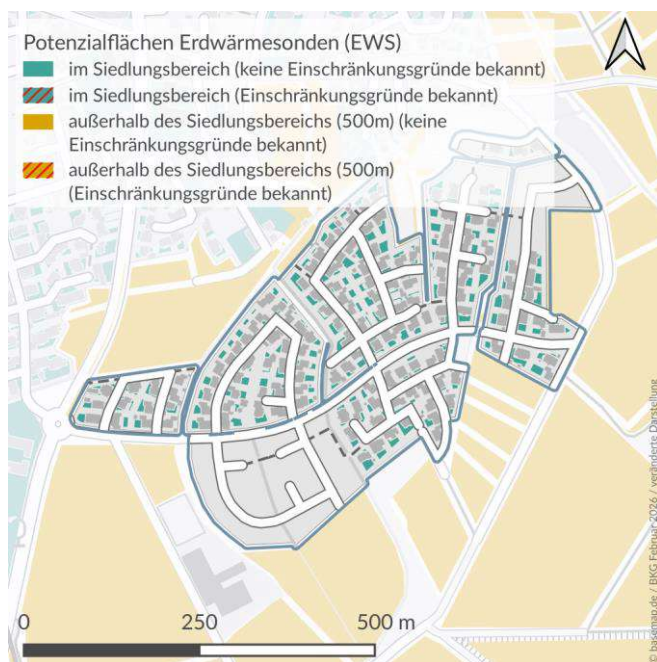 Potenzialflächen Erdwärmesonden (EWS)
im Siedlungsbereich (keine Einschränkungsgründe bekannt)
im Siedlungsbereich (Einschränkungsgründe bekannt)
außerhalb des Siedlungsbereichs (500m) (keine
Einschränkungsgründe bekannt)
außerhalb des Siedlungsbereichs (500m)
(Einschränkungsgründe bekannt)
© basemap.de / BKG Februar 2026 / veränderte Darstellung
0 250 500 m